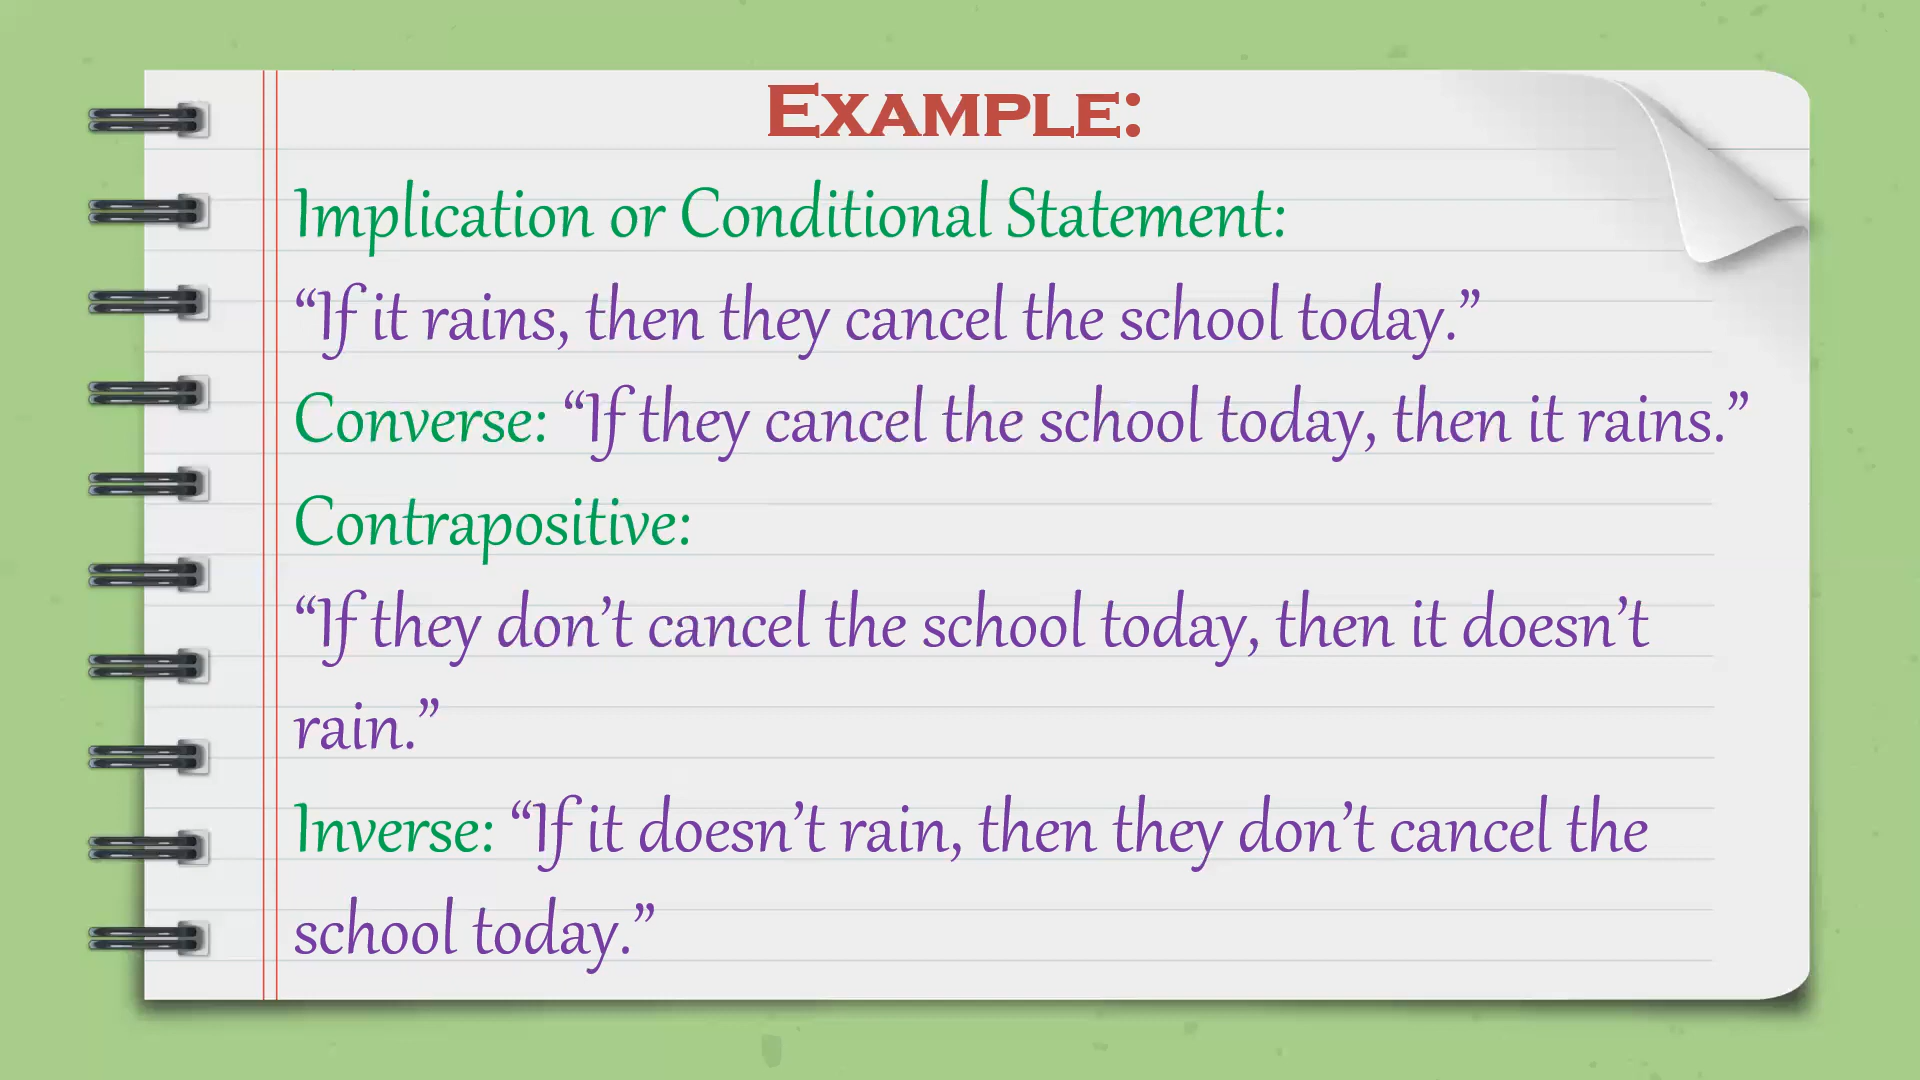 EXAMPLE:
Implication or Conditional Statement:
“If it rains, then they cancel the school today.”
Converse: “If they cancel the school today, then it rains.”
Contrapositive:
“If they don’t cancel the school today, then it doesn’t
rain.”
Inverse: “If it doesn’t rain, then they don’t cancel the
school today.”